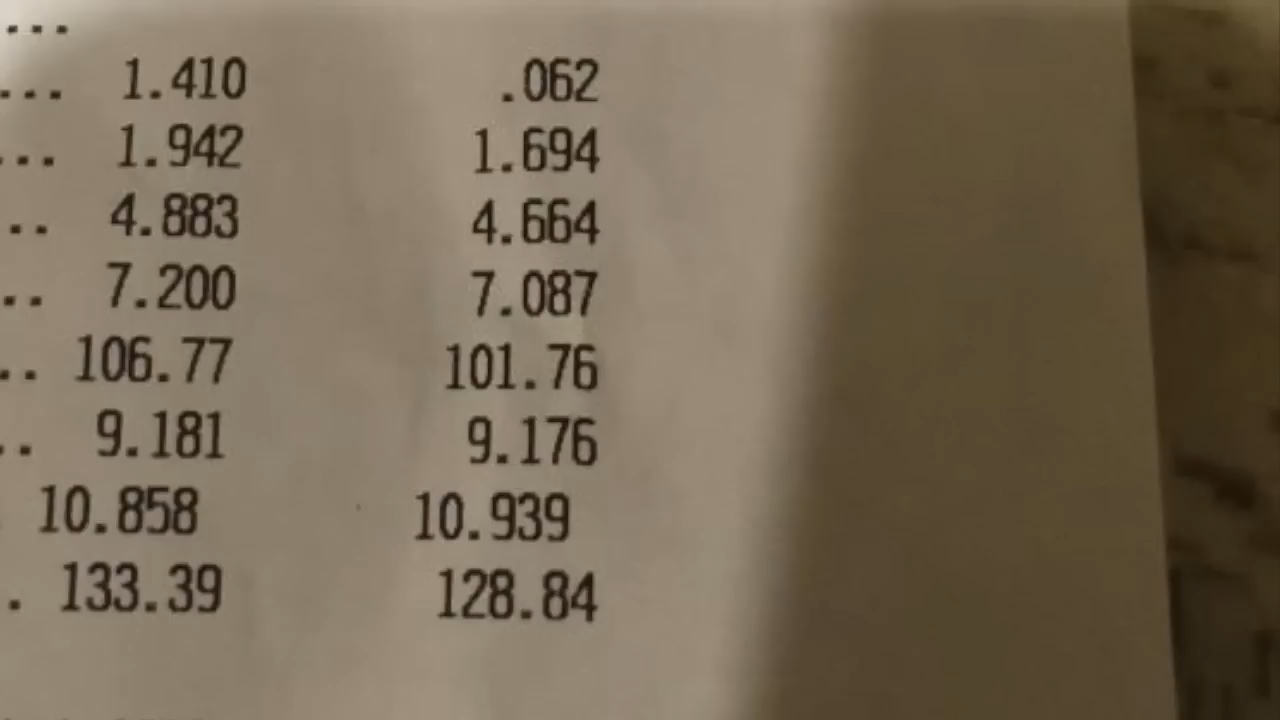 ...
... 1.410 .062
... 1.942 1.694
.. 4.883 4.664
.. 7.200 7.087
.. 106.77 101.76
.. 9.181 9.176
10.858 10.939
. 133.39 128.84